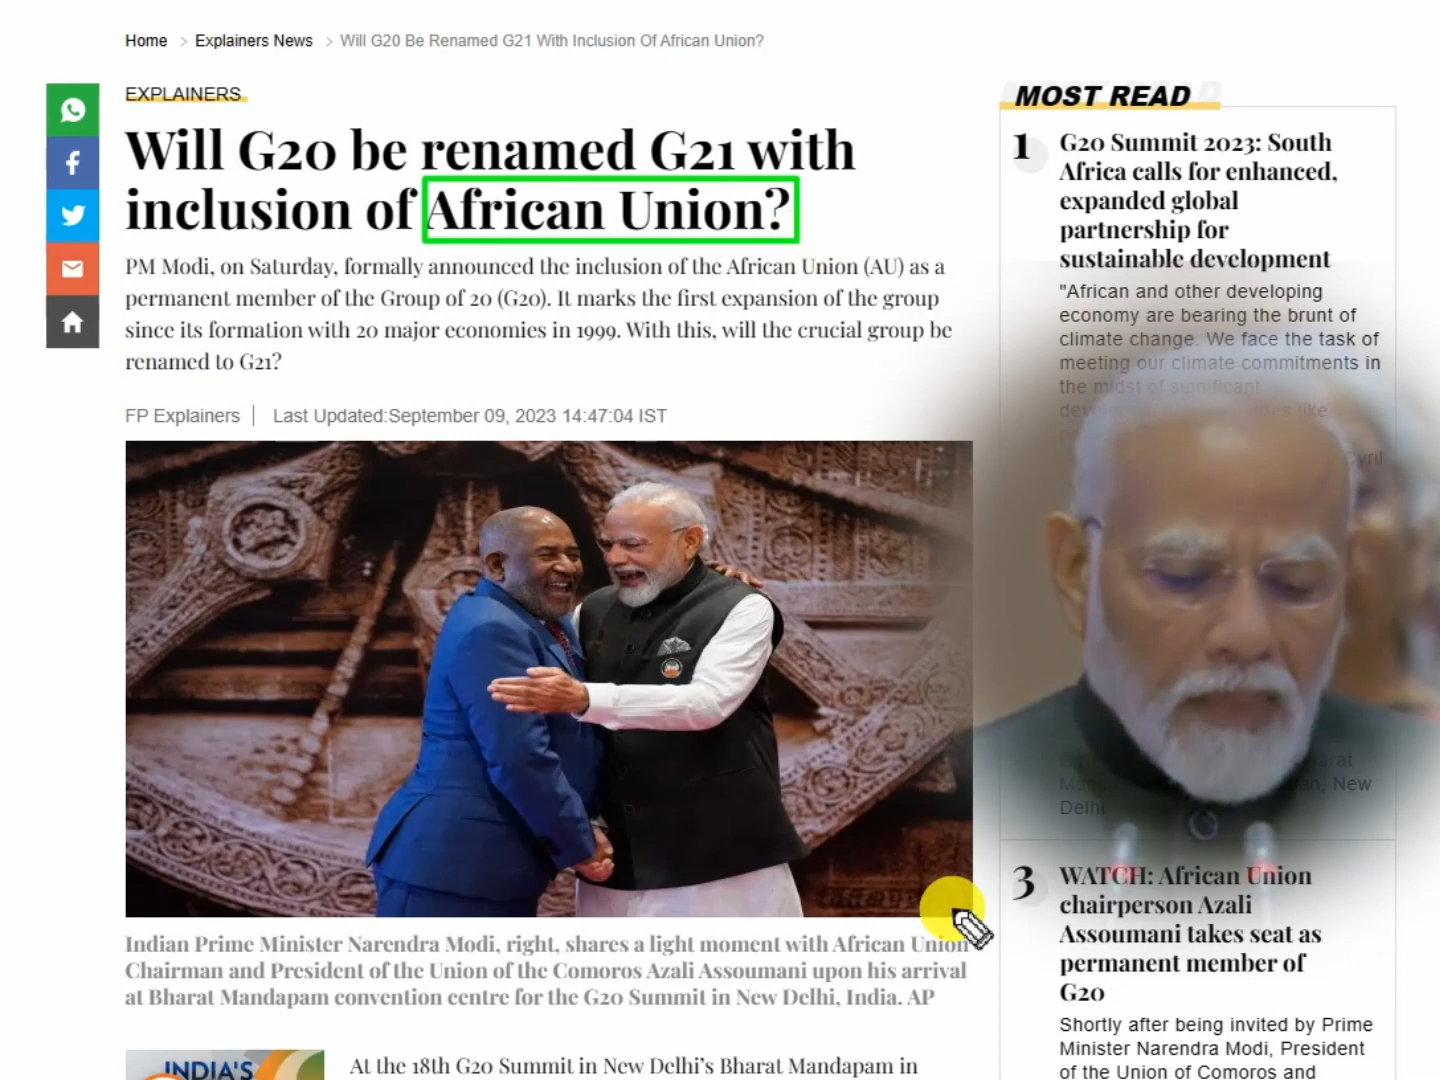 Home > Explainers News > Will G20 Be Renamed G21 With Inclusion Of African Union?
EXPLAINERS
Will G20 be renamed G21 with
inclusion of African Union?
PM Modi, on Saturday, formally announced the inclusion of the African Union (AU) as a
permanent member of the Group of 20 (G20). It marks the first expansion of the group
since its formation with 20 major economies in 1999. With this, will the crucial group be
renamed to G21?
FP Explainers | Last Updated:September 09, 2023 14:47:04 IST
Indian Prime Minister Narendra Modi, right, shares a light moment with African Union
Chairman and President of the Union of the Comoros Azali Assoumani upon his arrival
at Bharat Mandapam convention centre for the G20 Summit in New Delhi, India. AP
INDIA'S
At the 18th G20 Summit in New Delhi's Bharat Mandapam in
MOST READ
1
G20 Summit 2023: South
Africa calls for enhanced,
expanded global
partnership for
sustainable development
"African and other developing
economy are bearing the brunt of
climate change. We face the task of
meeting our climate commitments in
the midst of significant
like
Cyril
New
Delhi
3
WATCH: African Union
chairperson Azali
Assoumani takes seat as
permanent member of
G20
Shortly after being invited by Prime
Minister Narendra Modi, President
of the Union of Comoros and